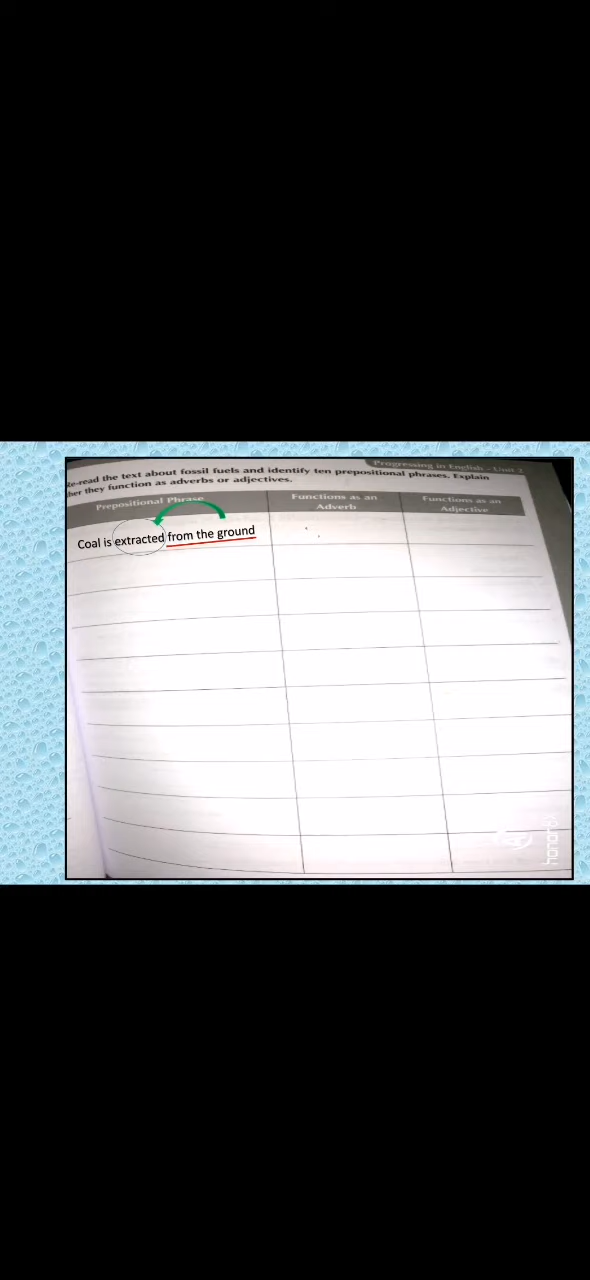 Progressing in English - Unit 1
Re-read the text about fossil fuels and identify ten prepositional phrases. Explain
her they function as adverbs or adjectives.
Prepositional Phrase
Functions as an
Adverb
Functions as an
Adjective
Coal is extracted from the ground
honor